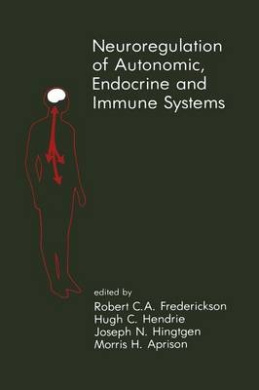 Neuroregulation
of Autonomic,
Endocrine and
Immune Systems
edited by
Robert C.A. Frederickson
Hugh C. Hendrie
Joseph N. Hingtgen
Morris H. Aprison